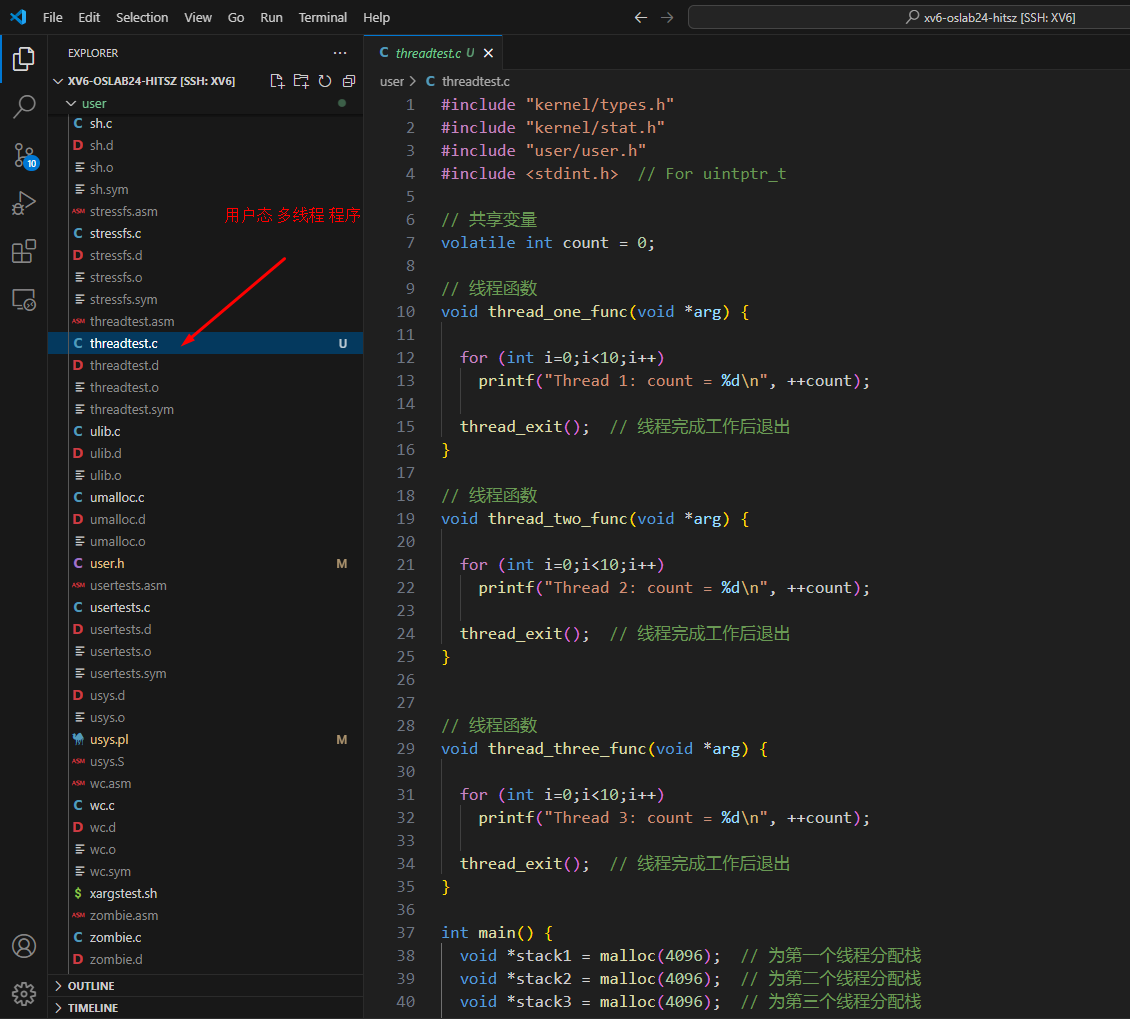 File Edit Selection View Go Run Terminal Help
xv6-oslab24-hitsz [SSH: XV6]
EXPLORER
XV6-OSLAB24-HITSZ [SSH: XV6]
user
C sh.c
D sh.d
sh.o
sh.sym
ASM stressfs.asm
用户态 多线程 程序
C stressfs.c
D stressfs.d
stressfs.o
stressfs.sym
ASM threadtest.asm
C threadtest.c U
D threadtest.d
threadtest.o
threadtest.sym
C ulib.c
D ulib.d
ulib.o
C umalloc.c
D umalloc.d
umalloc.o
C user.h M
ASM usertests.asm
C usertests.c
D usertests.d
usertests.o
usertests.sym
D usys.d
usys.o
usys.pl M
ASM usys.S
ASM wc.asm
C wc.c
D wc.d
wc.o
wc.sym
$ xargstest.sh
ASM zombie.asm
C zombie.c
D zombie.d
OUTLINE
TIMELINE
10
C threadtest.c U
user > C threadtest.c
1 #include "kernel/types.h"
2 #include "kernel/stat.h"
3 #include "user/user.h"
4 #include <stdint.h>  // For uintptr_t
5
6 // 共享变量
7 volatile int count = 0;
8
9 // 线程函数
10 void thread_one_func(void *arg) {
11
12   for (int i=0;i<10;i++)
13     printf("Thread 1: count = %d\n", ++count);
14
15   thread_exit();  // 线程完成工作后退出
16 }
17
18 // 线程函数
19 void thread_two_func(void *arg) {
20
21   for (int i=0;i<10;i++)
22     printf("Thread 2: count = %d\n", ++count);
23
24   thread_exit();  // 线程完成工作后退出
25 }
26
27
28 // 线程函数
29 void thread_three_func(void *arg) {
30
31   for (int i=0;i<10;i++)
32     printf("Thread 3: count = %d\n", ++count);
33
34   thread_exit();  // 线程完成工作后退出
35 }
36
37 int main() {
38   void *stack1 = malloc(4096);  // 为第一个线程分配栈
39   void *stack2 = malloc(4096);  // 为第二个线程分配栈
40   void *stack3 = malloc(4096);  // 为第三个线程分配栈